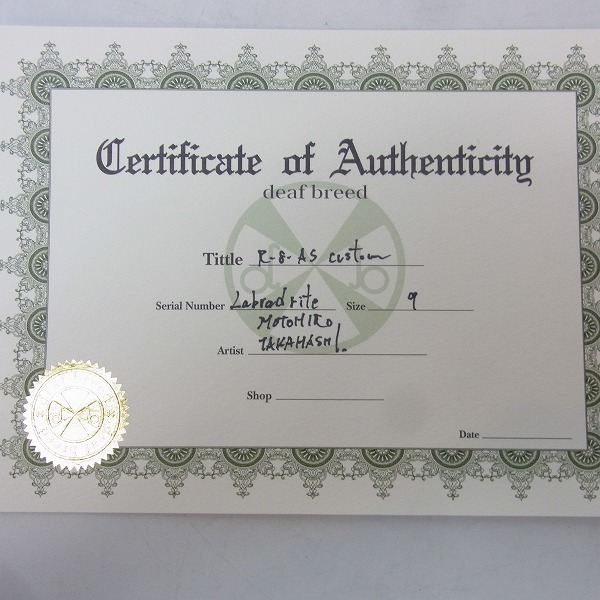 Certificate of Authenticity
deaf breed
Tittle R-8-AS custom
Serial Number Labradrite Size 9
MOTOHIRO
Artist TAKAHASHI.
Shop
Date